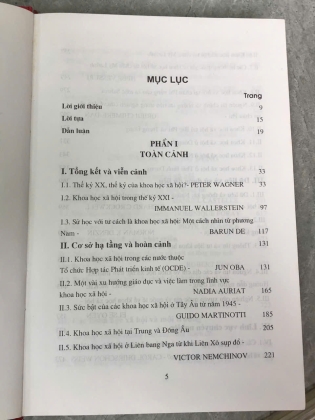 MỤC LỤC
Trang
Lời giới thiệu 9
Lời tựa 15
Dẫn luận 19
PHẦN I
TOÀN CẢNH
I. Tổng kết và viễn cảnh 33
I.1. Thế kỷ XX, thế kỷ của khoa học xã hội?- PETER WAGNER 33
I.2. Khoa học xã hội trong thế kỷ XXI -
IMMANUEL WALLERSTEIN 97
I.3. Sử học với tư cách là khoa học xã hội: Một cách nhìn từ phương
Nam - BARUN DE 117
II. Cơ sở hạ tầng và hoàn cảnh 131
II.1. Khoa học xã hội trong các nước thuộc
Tổ chức Hợp tác Phát triển kinh tế (OCDE) - JUN OBA 131
II.2. Một vài xu hướng giáo dục và việc làm trong lĩnh vực
khoa học xã hội - NADIA AURIAT 165
II.3. Sức bật của các khoa học xã hội ở Tây Âu từ năm 1945 -
GUIDO MARTINOTTI 185
II.4. Khoa học xã hội tại Trung và Đông Âu 205
II.5. Khoa học xã hội ở Liên bang Nga từ khi Liên Xô sụp đổ -
VICTOR NEMCHINOV 221
5